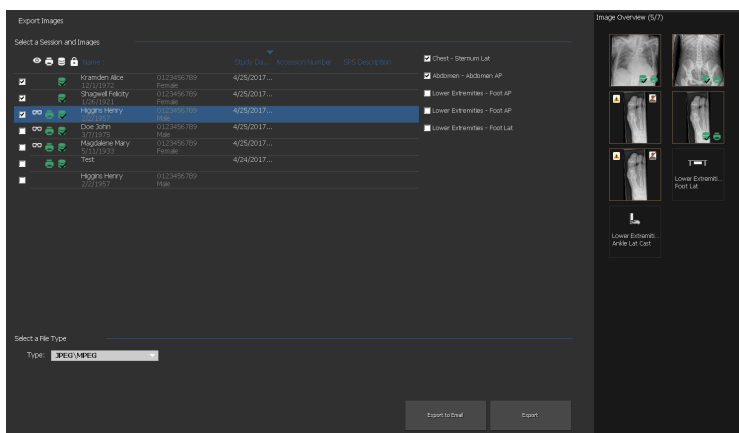 Export Images
Image Overview (5/7)
Select a Session and Images
Name
Study Da...
Accession Number
SPS Description
Kramden Alice 0123456789 4/25/2017...
12/1/1972 Female
Shagwell Felicity 0123456789 4/25/2017...
1/26/1921 Female
Higgins Henry 0123456789 4/25/2017...
2/2/1957 Male
Doe John 0123456789 4/25/2017...
3/7/1975 Male
Magdalene Mary 0123456789 4/25/2017...
5/11/1933 Female
Test 4/24/2017...
Higgins Henry 0123456789
2/2/1957 Male
Chest - Sternum Lat
Abdomen - Abdomen AP
Lower Extremities - Foot AP
Lower Extremities - Foot AP
Lower Extremities - Foot Lat
Lower Extremiti...
Foot Lat
Lower Extremiti...
Ankle Lat Cast
Select a File Type
Type: JPEG\MPEG
Export to Email
Export